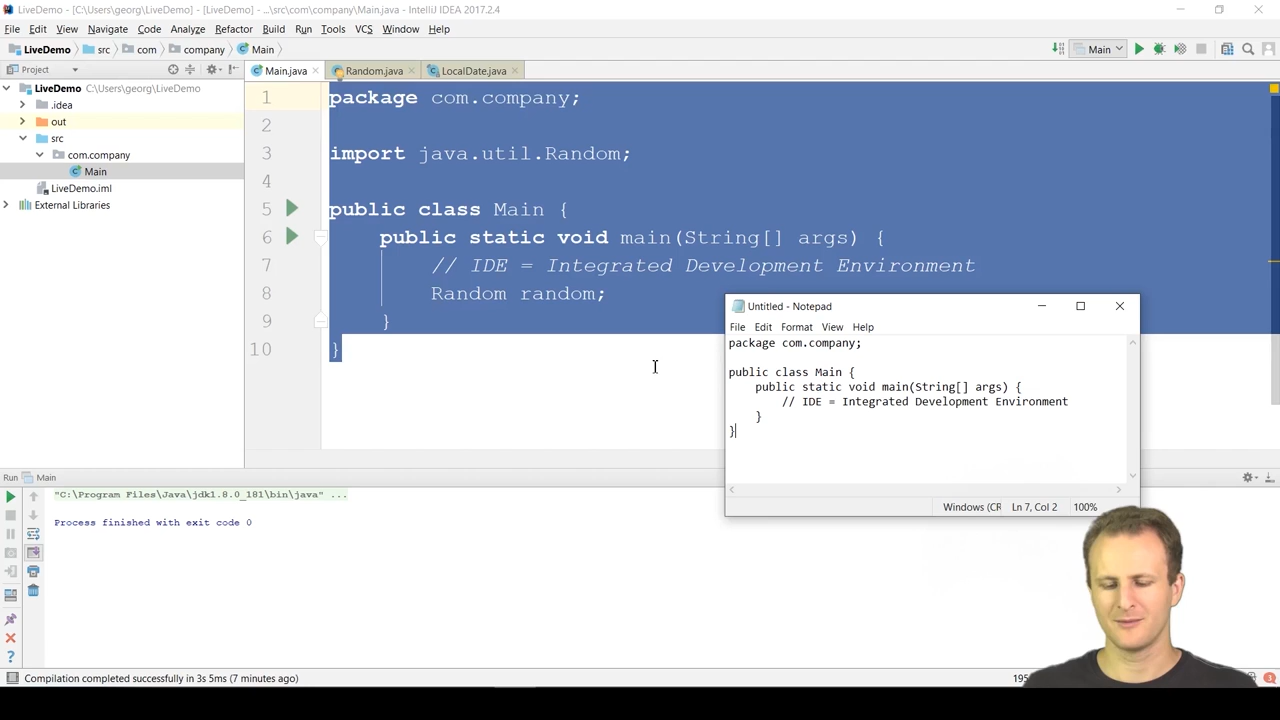 LiveDemo - [C:\Users\georg\LiveDemo] - [LiveDemo] - ...\src\com\company\Main.java - IntelliJ IDEA 2017.2.4
File Edit View Navigate Code Analyze Refactor Build Run Tools VCS Window Help
LiveDemo src com company Main
Main
Project
Main.java Random.java LocalDate.java
LiveDemo C:\Users\georg\LiveDemo
.idea
out
src
com.company
Main
LiveDemo.iml
External Libraries
1 package com.company;
2
3 import java.util.Random;
4
5 public class Main {
6 public static void main(String[] args) {
7 // IDE = Integrated Development Environment
8 Random random;
9 }
10 }
Untitled - Notepad
File Edit Format View Help
package com.company;
public class Main {
public static void main(String[] args) {
// IDE = Integrated Development Environment
}
}
Windows (CR Ln 7, Col 2 100%
Run Main
"C:\Program Files\Java\jdk1.8.0_181\bin\java" ...
Process finished with exit code 0
Compilation completed successfully in 3s 5ms (7 minutes ago)
195